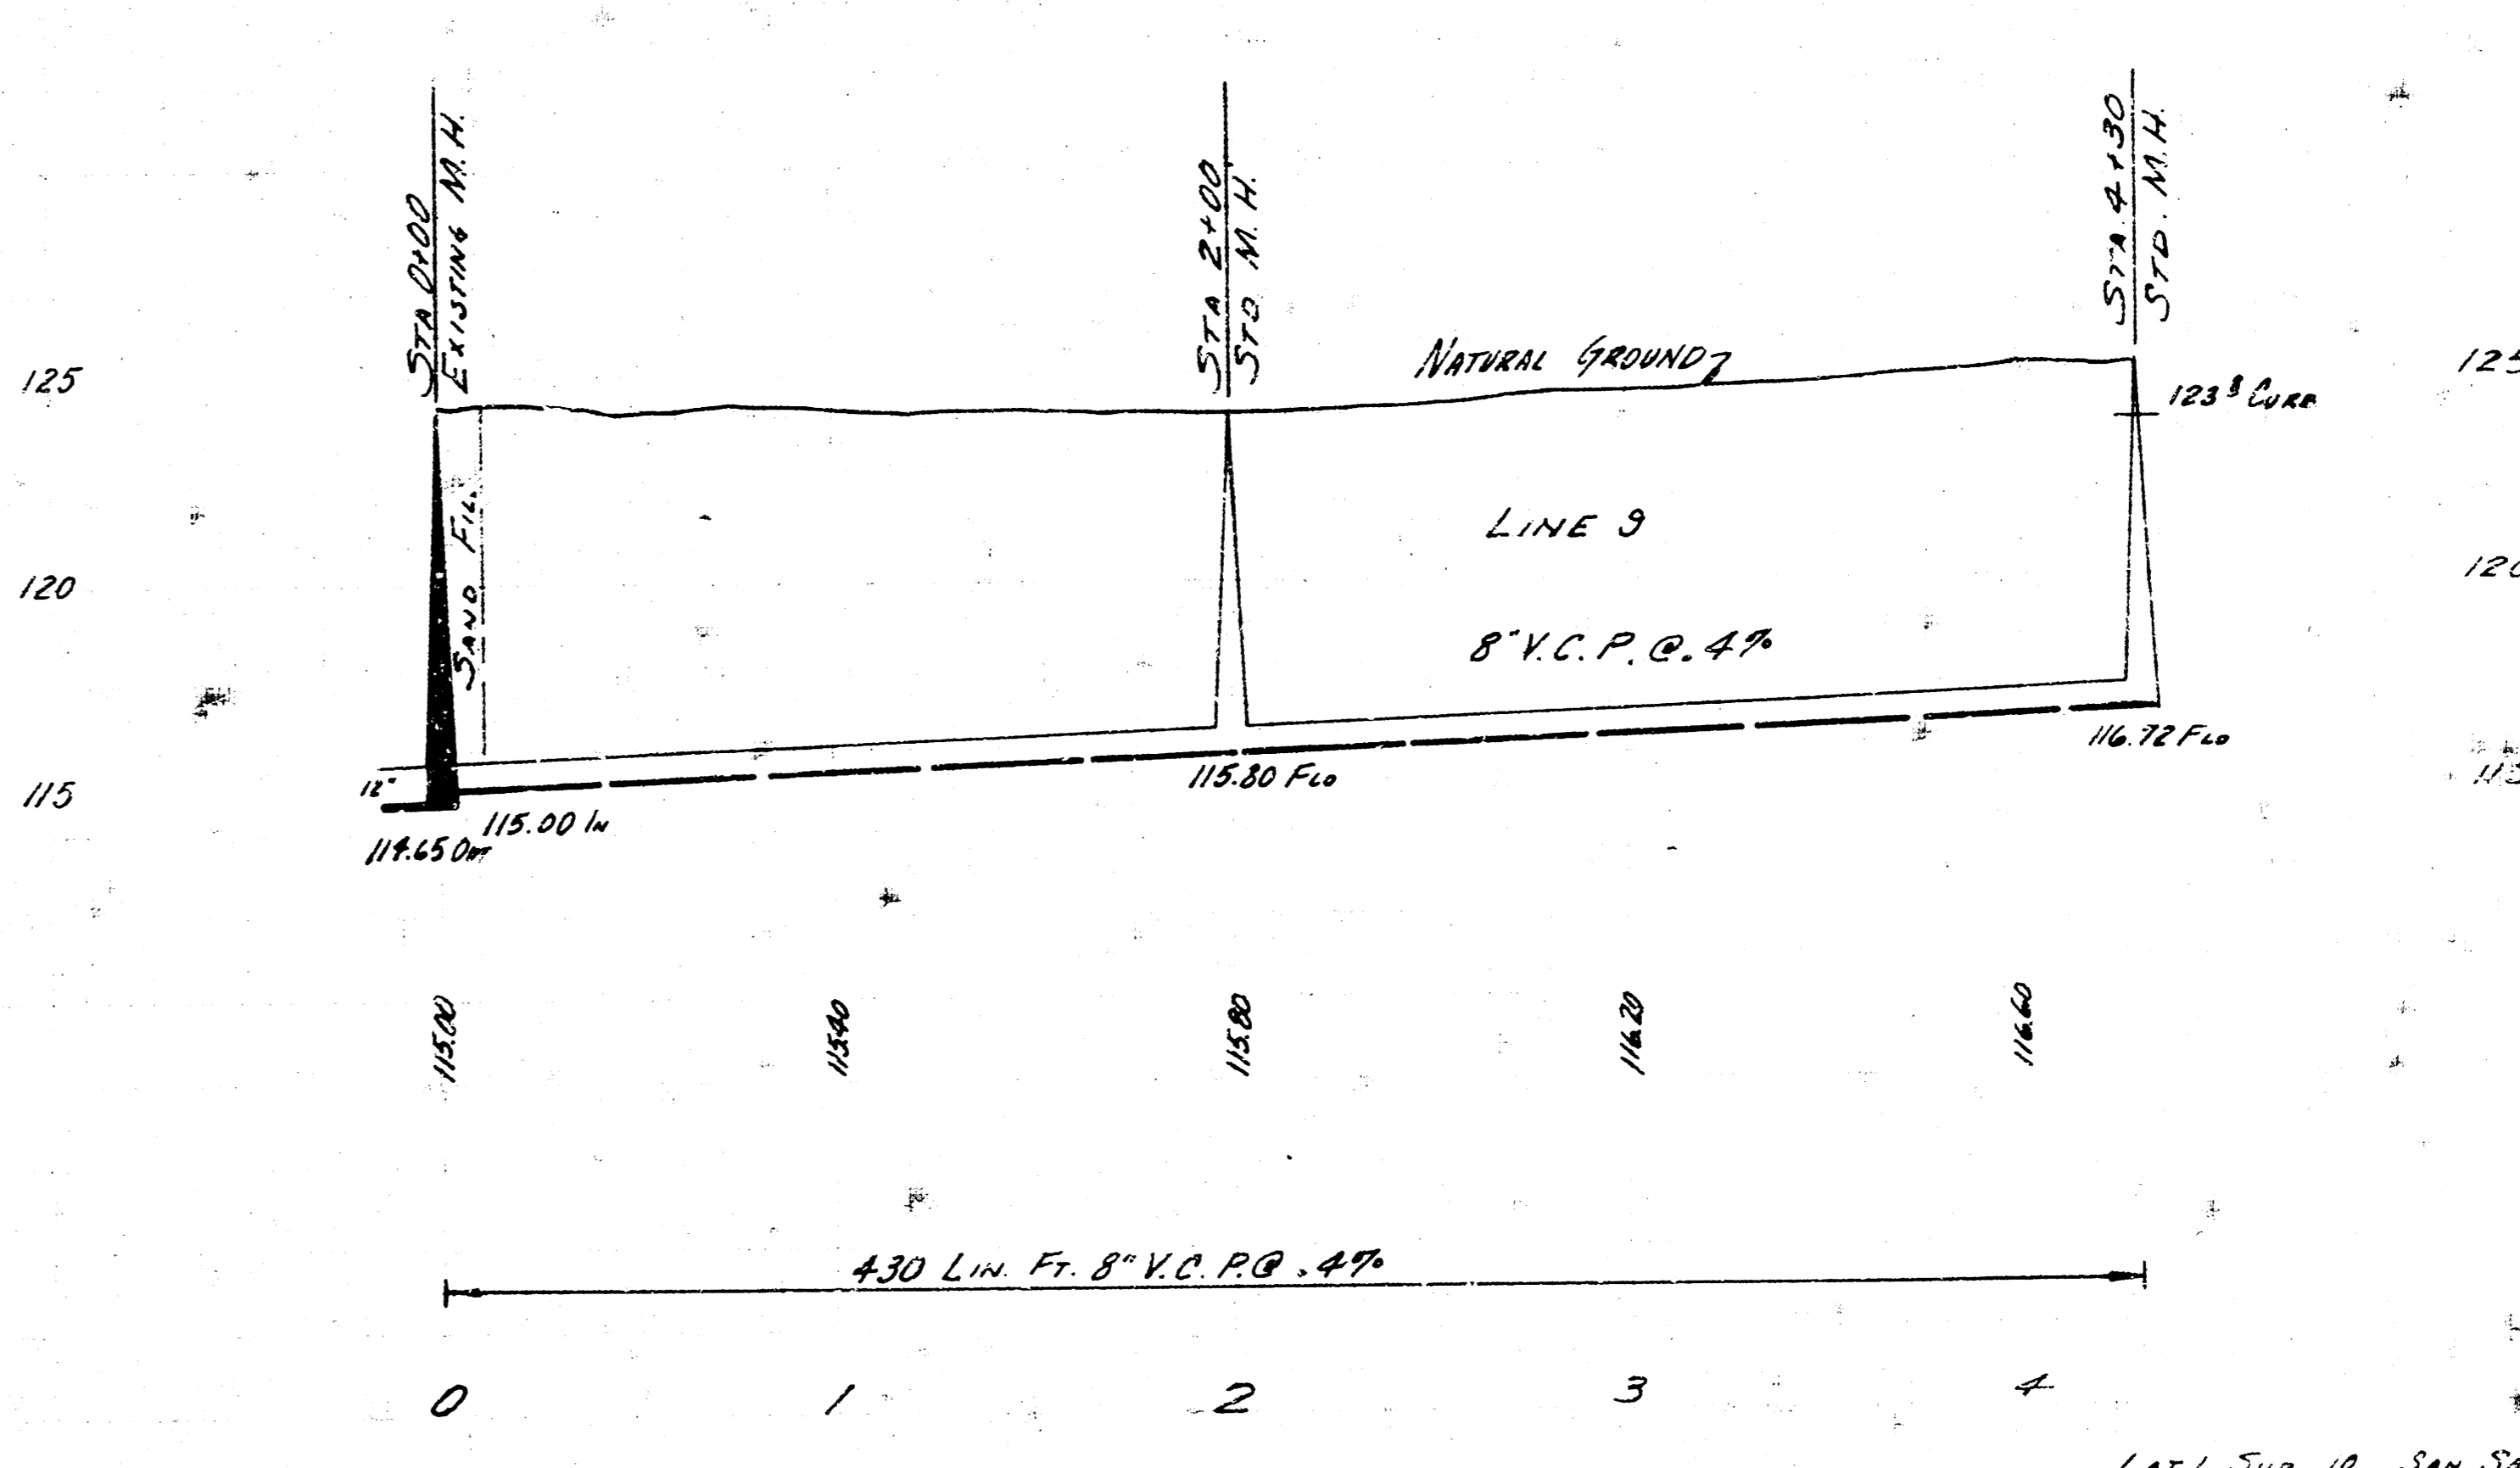 STA 0+00
EXISTING M.H.
STA 2+00
STD M.H.
STA. 4+30
STD. M.H.
NATURAL GROUND
125
125
123⁸ CURB
SAND FILL
LINE 9
120
120
8" V.C.P. @ .4%
116.72 FLO
115.80 FLO
115
115
12"
115.00 IN
114.65 OUT
115.00
115.40
115.80
116.20
116.60
430 LIN. FT. 8" V.C.P. @ .4%
0 1 2 3 4